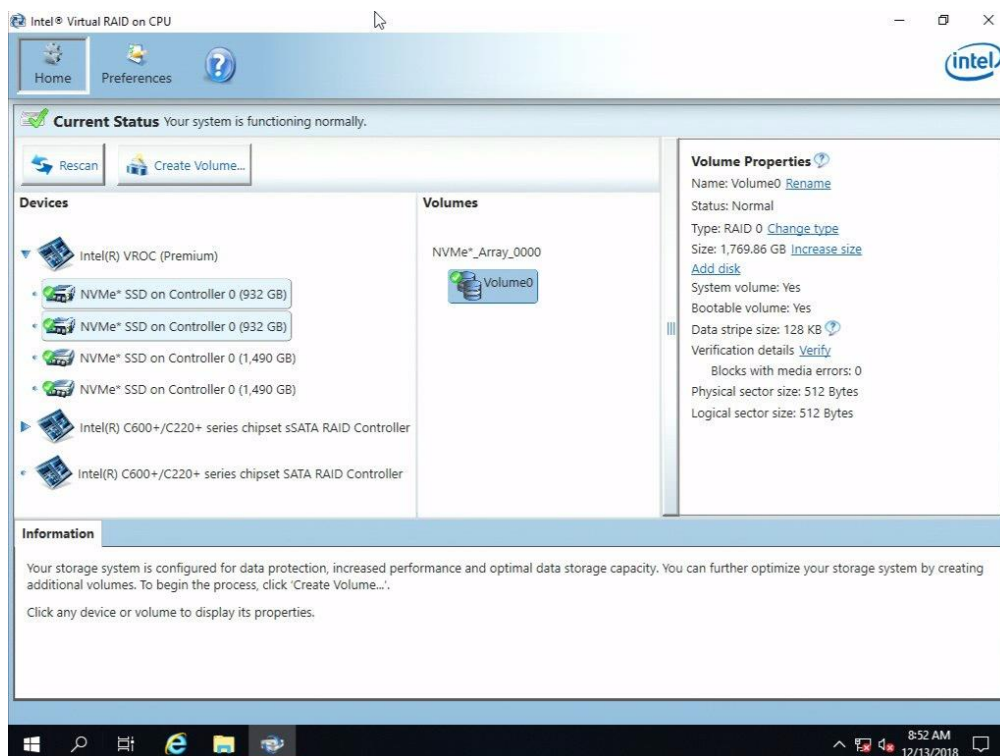 Intel® Virtual RAID on CPU
Home
Preferences
?
intel
Current Status Your system is functioning normally.
Rescan
Create Volume...
Devices
Intel(R) VROC (Premium)
NVMe* SSD on Controller 0 (932 GB)
NVMe* SSD on Controller 0 (932 GB)
NVMe* SSD on Controller 0 (1,490 GB)
NVMe* SSD on Controller 0 (1,490 GB)
Intel(R) C600+/C220+ series chipset sSATA RAID Controller
Intel(R) C600+/C220+ series chipset SATA RAID Controller
Volumes
NVMe*_Array_0000
Volume0
Volume Properties ?
Name: Volume0 Rename
Status: Normal
Type: RAID 0 Change type
Size: 1,769.86 GB Increase size
Add disk
System volume: Yes
Bootable volume: Yes
Data stripe size: 128 KB ?
Verification details Verify
Blocks with media errors: 0
Physical sector size: 512 Bytes
Logical sector size: 512 Bytes
Information
Your storage system is configured for data protection, increased performance and optimal data storage capacity. You can further optimize your storage system by creating
additional volumes. To begin the process, click 'Create Volume...'.
Click any device or volume to display its properties.
8:52 AM
12/13/2018